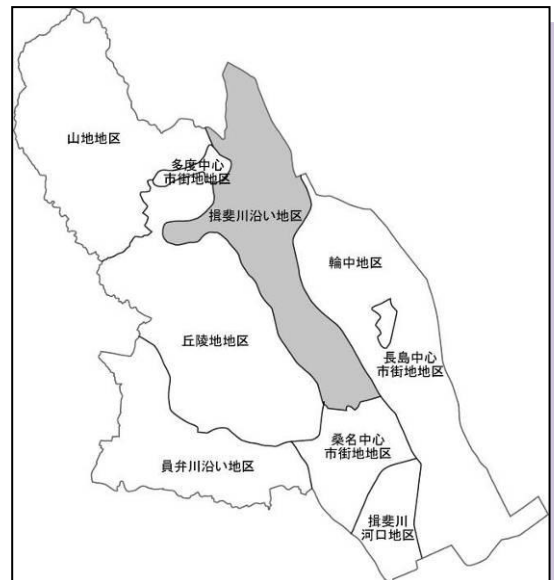 山地地区
多度中心
市街地地区
揖斐川沿い地区
輪中地区
長島中心
市街地地区
丘陵地地区
桑名中心
市街地地区
員弁川沿い地区
揖斐川
河口地区